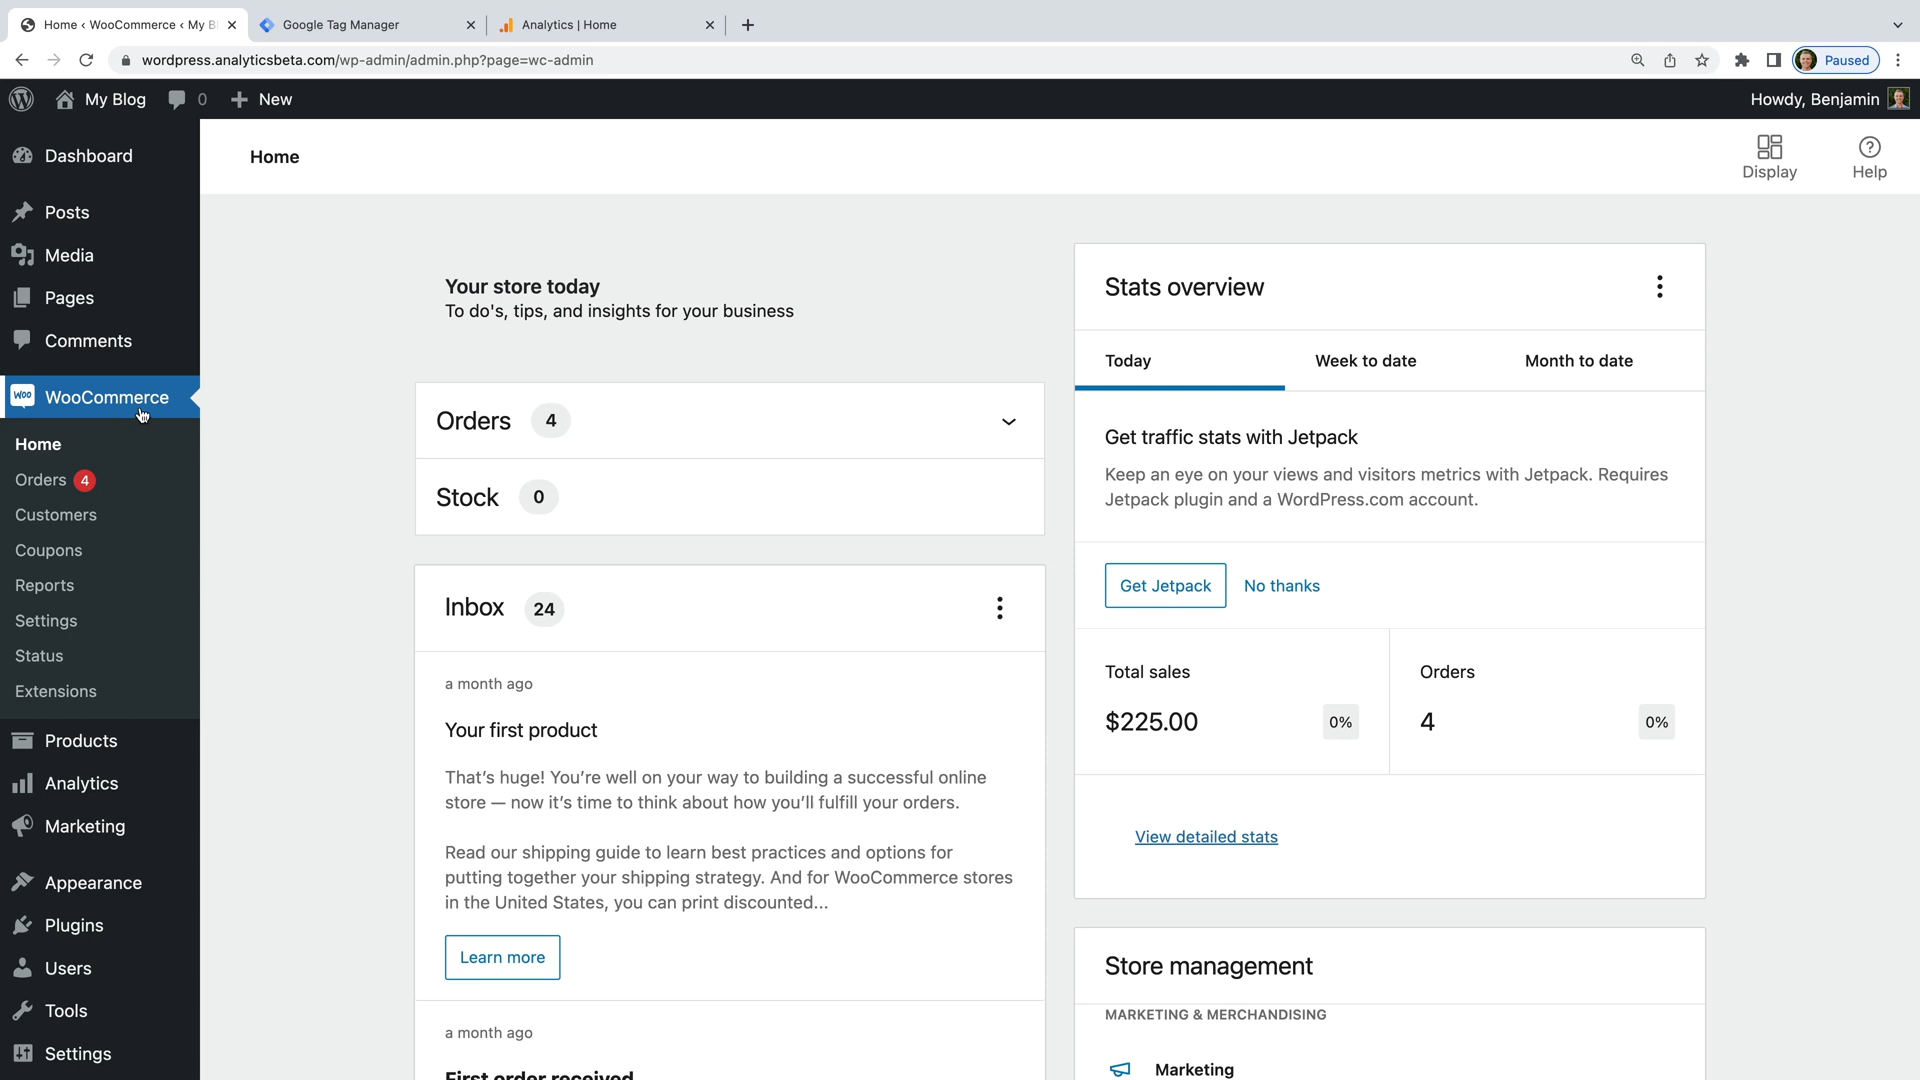 Home ‹ WooCommerce ‹ My B
Google Tag Manager
Analytics | Home
wordpress.analyticsbeta.com/wp-admin/admin.php?page=wc-admin
Paused
My Blog
0
New
Howdy, Benjamin
Dashboard
Posts
Media
Pages
Comments
Woo WooCommerce
Home
Orders 4
Customers
Coupons
Reports
Settings
Status
Extensions
Products
Analytics
Marketing
Appearance
Plugins
Users
Tools
Settings
Home
Display
Help
Your store today
To do's, tips, and insights for your business
Orders 4
Stock 0
Inbox 24
a month ago
Your first product
That's huge! You're well on your way to building a successful online
store — now it's time to think about how you'll fulfill your orders.
Read our shipping guide to learn best practices and options for
putting together your shipping strategy. And for WooCommerce stores
in the United States, you can print discounted...
Learn more
a month ago
First order received
Stats overview
Today
Week to date
Month to date
Get traffic stats with Jetpack
Keep an eye on your views and visitors metrics with Jetpack. Requires
Jetpack plugin and a WordPress.com account.
Get Jetpack
No thanks
Total sales
$225.00
0%
Orders
4
0%
View detailed stats
Store management
MARKETING & MERCHANDISING
Marketing